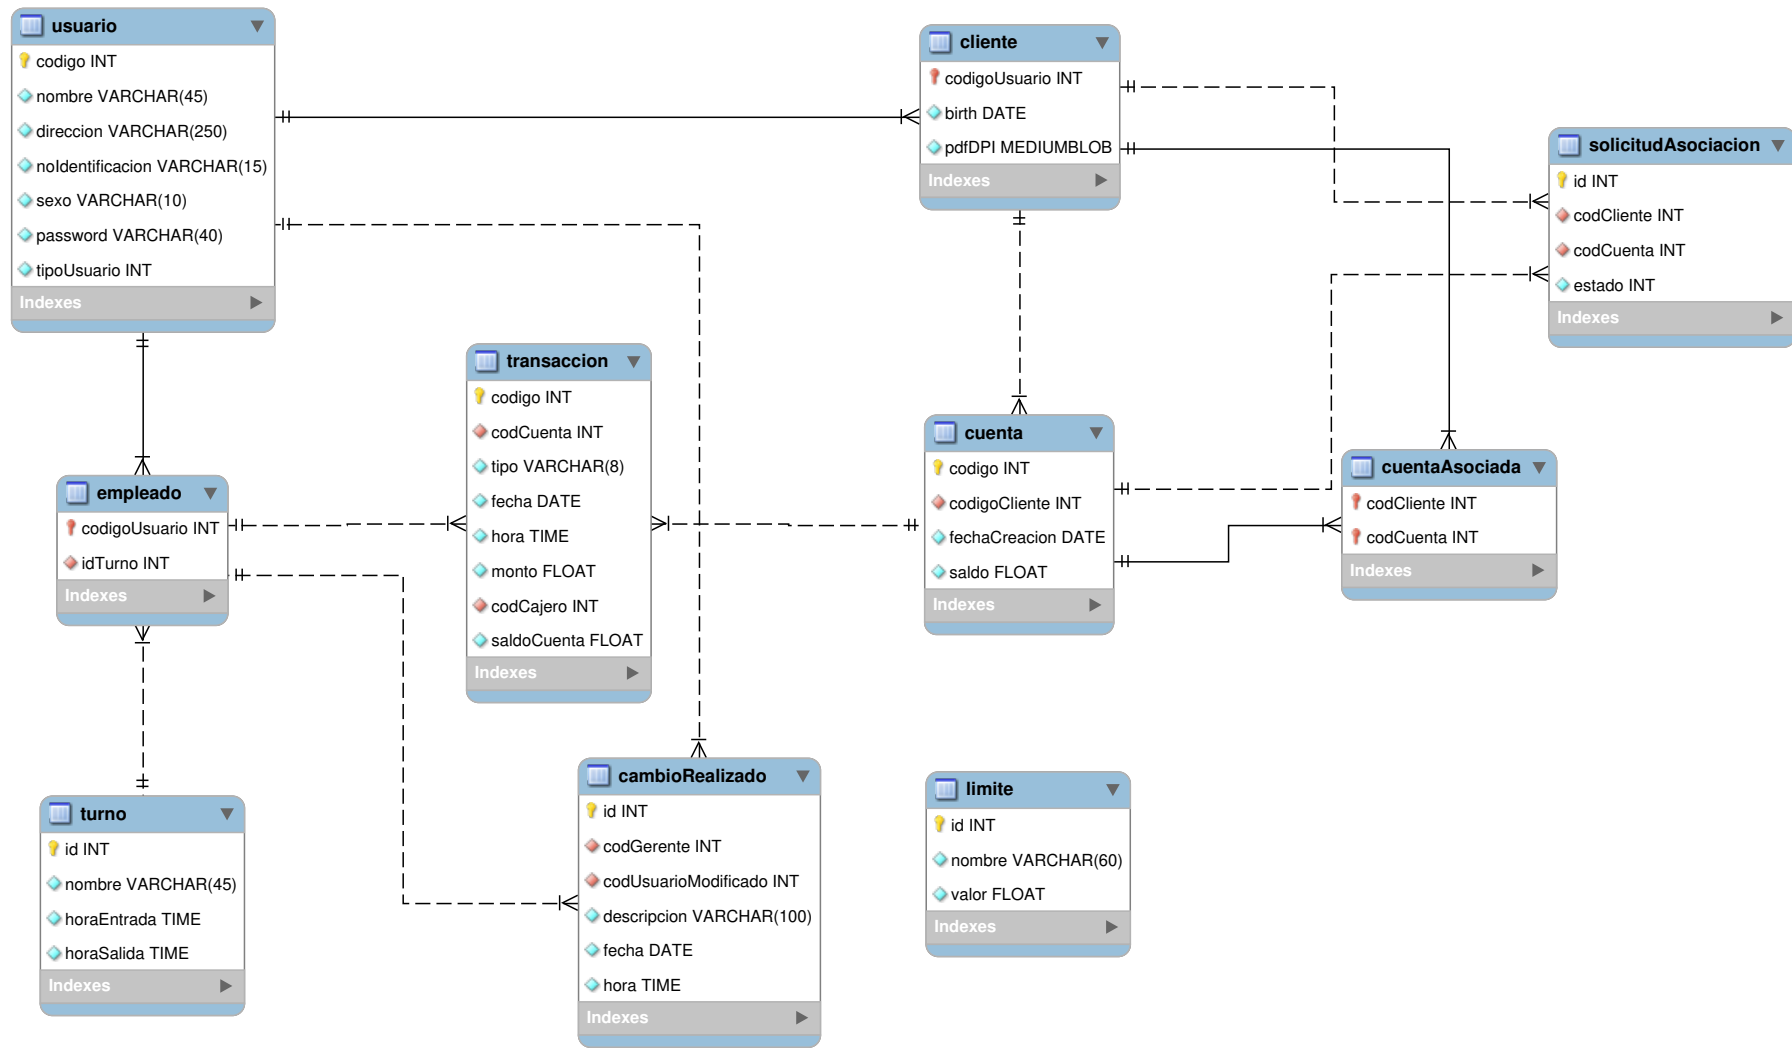 usuario
codigo INT
nombre VARCHAR(45)
direccion VARCHAR(250)
noIdentificacion VARCHAR(15)
sexo VARCHAR(10)
password VARCHAR(40)
tipoUsuario INT
Indexes
cliente
codigoUsuario INT
birth DATE
pdfDPI MEDIUMBLOB
Indexes
solicitudAsociacion
id INT
codCliente INT
codCuenta INT
estado INT
Indexes
transaccion
codigo INT
codCuenta INT
tipo VARCHAR(8)
fecha DATE
hora TIME
monto FLOAT
codCajero INT
saldoCuenta FLOAT
Indexes
cuenta
codigo INT
codigoCliente INT
fechaCreacion DATE
saldo FLOAT
Indexes
cuentaAsociada
codCliente INT
codCuenta INT
Indexes
empleado
codigoUsuario INT
idTurno INT
Indexes
turno
id INT
nombre VARCHAR(45)
horaEntrada TIME
horaSalida TIME
Indexes
cambioRealizado
id INT
codGerente INT
codUsuarioModificado INT
descripcion VARCHAR(100)
fecha DATE
hora TIME
Indexes
limite
id INT
nombre VARCHAR(60)
valor FLOAT
Indexes